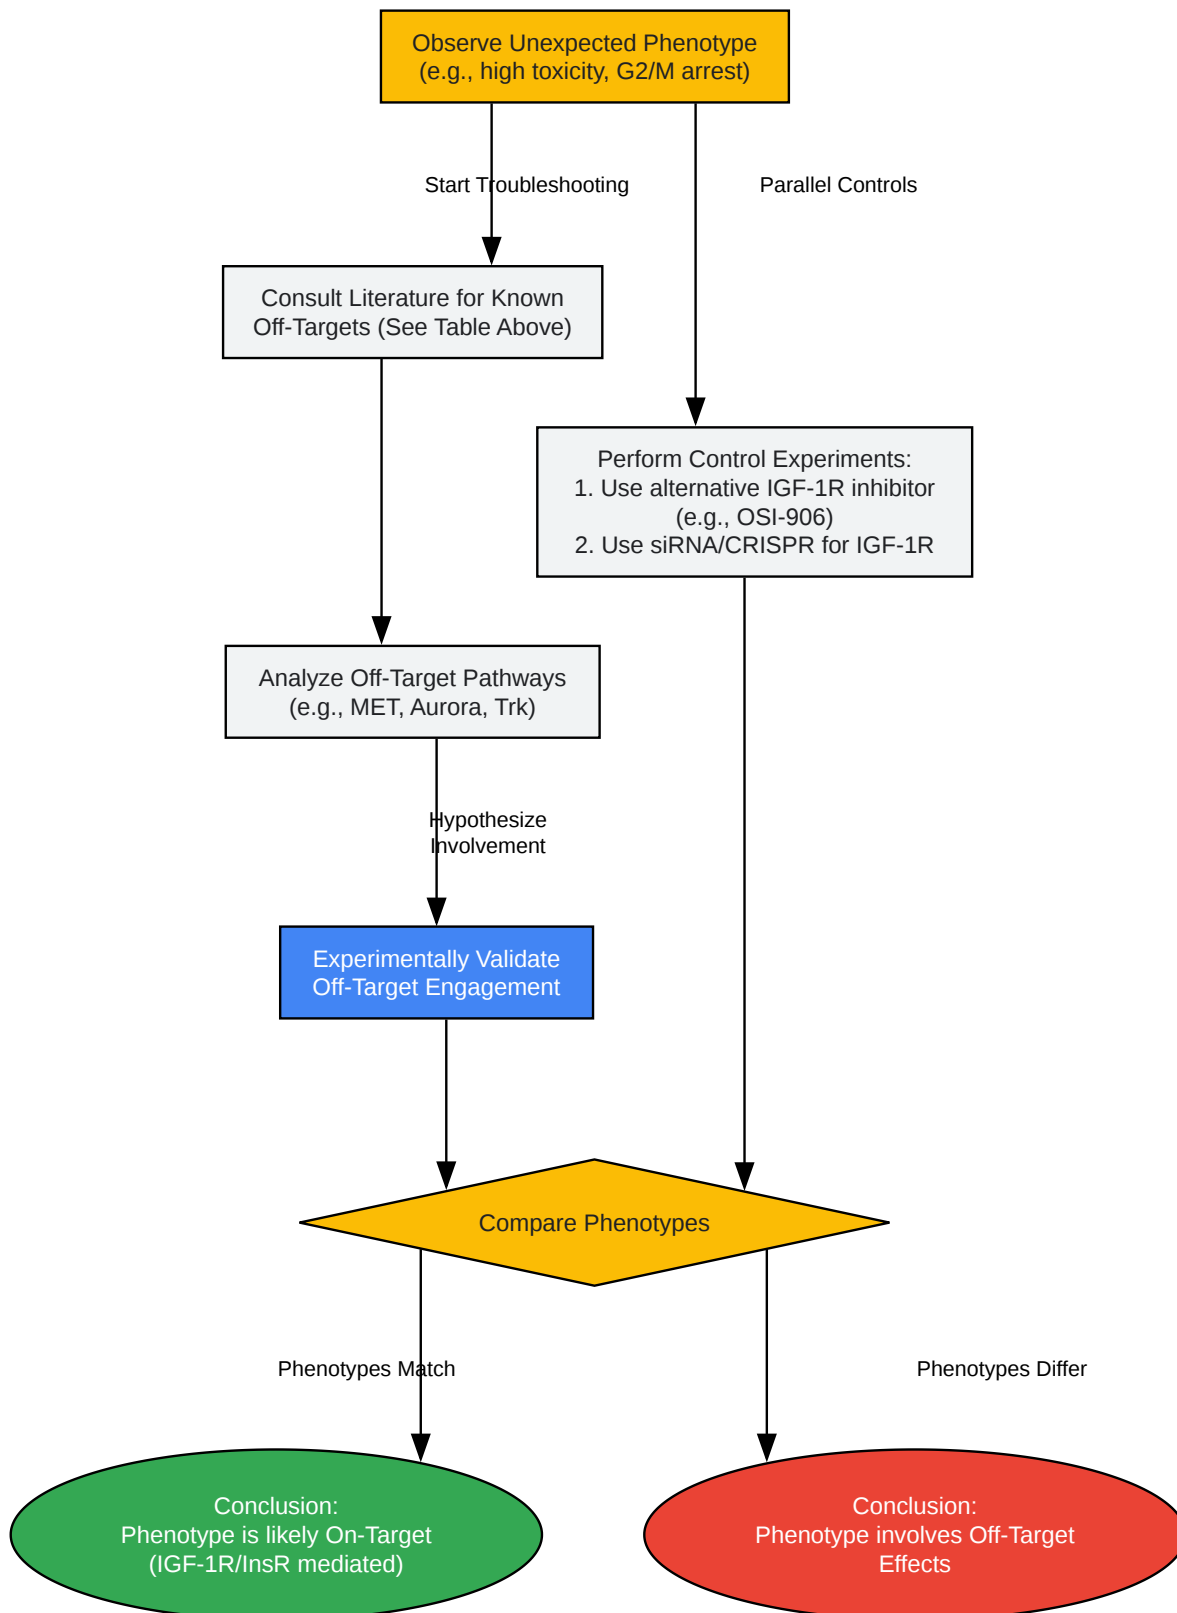 Observe Unexpected Phenotype
(e.g., high toxicity, G2/M arrest)
Start Troubleshooting
Parallel Controls
Consult Literature for Known
Off-Targets (See Table Above)
Perform Control Experiments:
1. Use alternative IGF-1R inhibitor
(e.g., OSI-906)
2. Use siRNA/CRISPR for IGF-1R
Analyze Off-Target Pathways
(e.g., MET, Aurora, Trk)
Hypothesize
Involvement
Experimentally Validate
Off-Target Engagement
Compare Phenotypes
Phenotypes Match
Phenotypes Differ
Conclusion:
Phenotype is likely On-Target
(IGF-1R/InsR mediated)
Conclusion:
Phenotype involves Off-Target
Effects